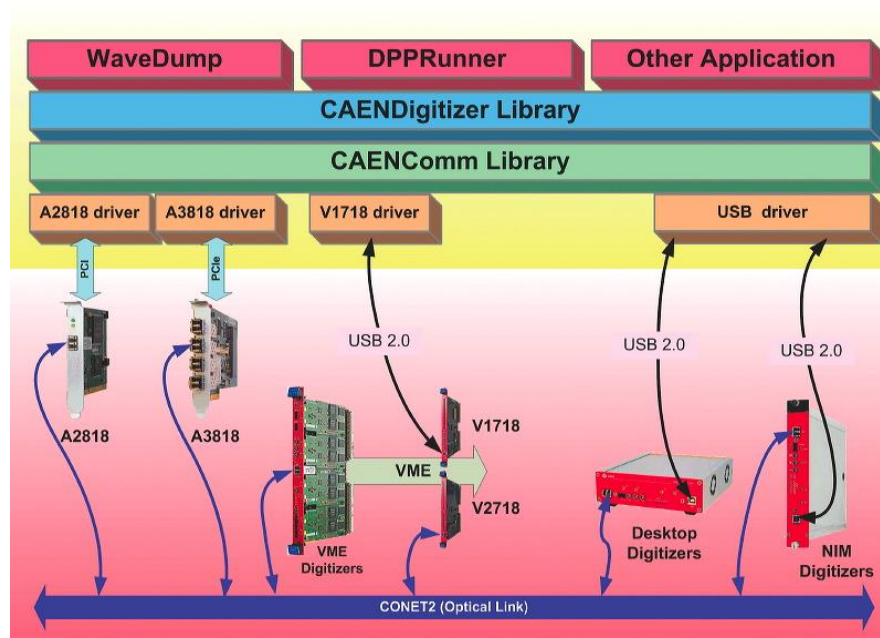 WaveDump
DPPRunner
Other Application
CAENDigitizer Library
CAENComm Library
A2818 driver
A3818 driver
V1718 driver
USB driver
PCI
PCIe
USB 2.0
USB 2.0
USB 2.0
A2818
A3818
V1718
VME
V2718
VME
Digitizers
Desktop
Digitizers
NIM
Digitizers
CONET2 (Optical Link)